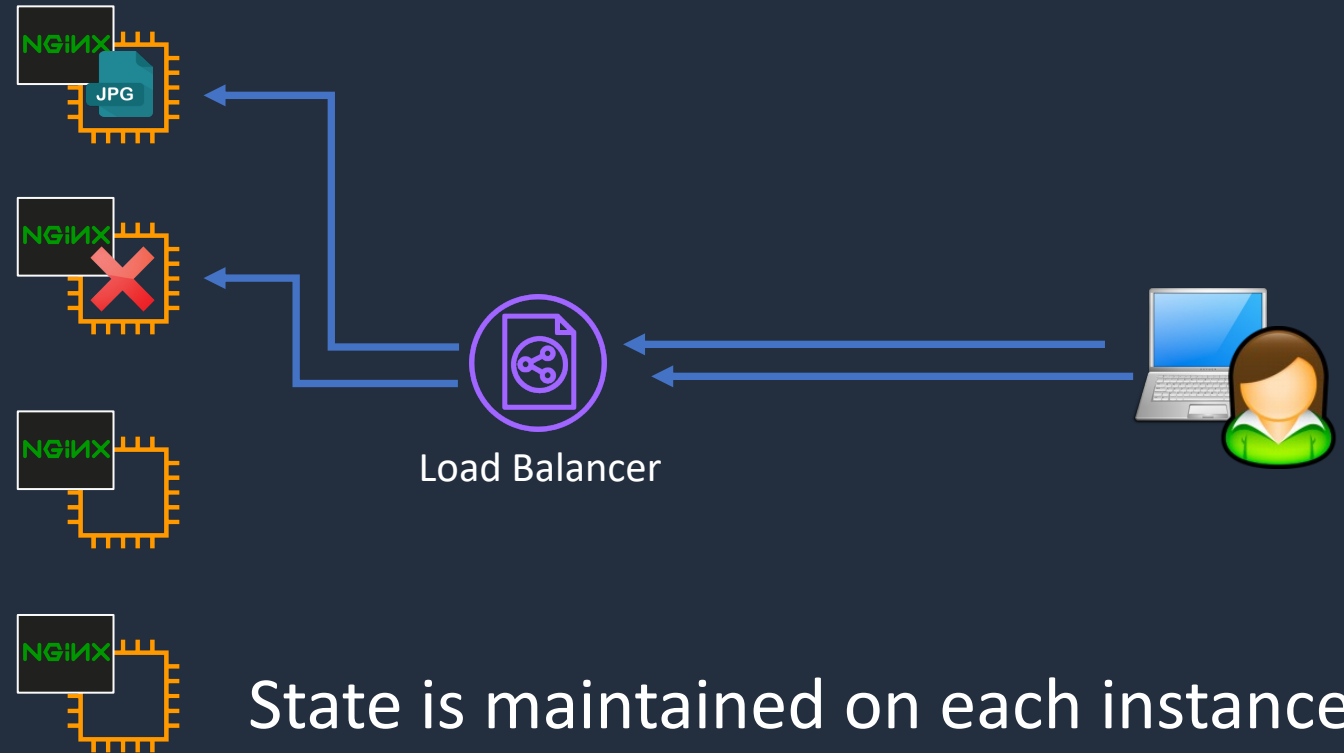 NGiNX
JPG
NGiNX
Load Balancer
NGiNX
NGiNX
State is maintained on each instance